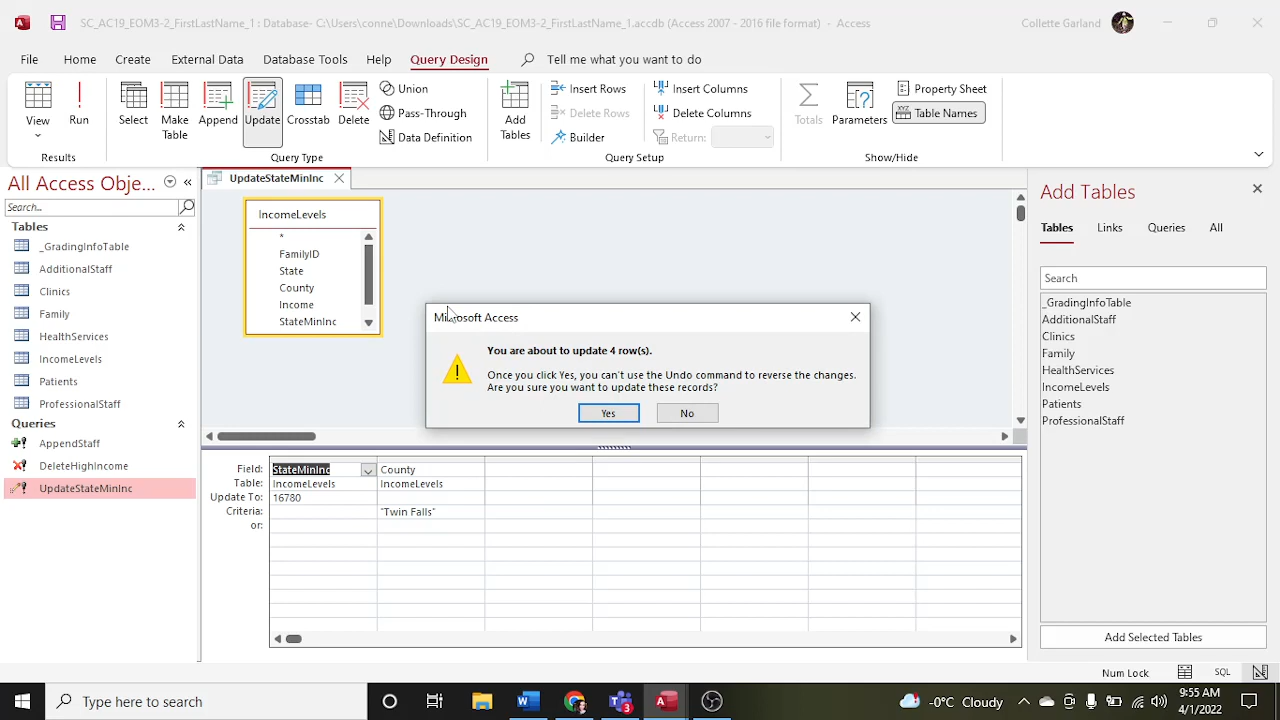 SC_AC19_EOM3-2_FirstLastName_1 : Database- C:\Users\conne\Downloads\SC_AC19_EOM3-2_FirstLastName_1.accdb (Access 2007 - 2016 file format) - Access
Collette Garland
File Home Create External Data Database Tools Help Query Design Tell me what you want to do
View
Run
Results
Select
Make Table
Append
Update
Crosstab
Delete
Union
Pass-Through
Data Definition
Query Type
Add Tables
Insert Rows
Delete Rows
Builder
Insert Columns
Delete Columns
Return:
Query Setup
Totals
Parameters
Property Sheet
XYZ Table Names
Show/Hide
All Access Obje...
Search...
Tables
_GradingInfoTable
AdditionalStaff
Clinics
Family
HealthServices
IncomeLevels
Patients
ProfessionalStaff
Queries
AppendStaff
DeleteHighIncome
UpdateStateMinInc
UpdateStateMinInc
IncomeLevels
*
FamilyID
State
County
Income
StateMinInc
Microsoft Access
You are about to update 4 row(s).
Once you click Yes, you can't use the Undo command to reverse the changes.
Are you sure you want to update these records?
Yes No
Field: StateMinInc County
Table: IncomeLevels IncomeLevels
Update To: 16780
Criteria: "Twin Falls"
or:
Add Tables
Tables Links Queries All
Search
_GradingInfoTable
AdditionalStaff
Clinics
Family
HealthServices
IncomeLevels
Patients
ProfessionalStaff
Add Selected Tables
Num Lock SQL
Type here to search
3
-0°C Cloudy
9:55 AM
4/1/2022